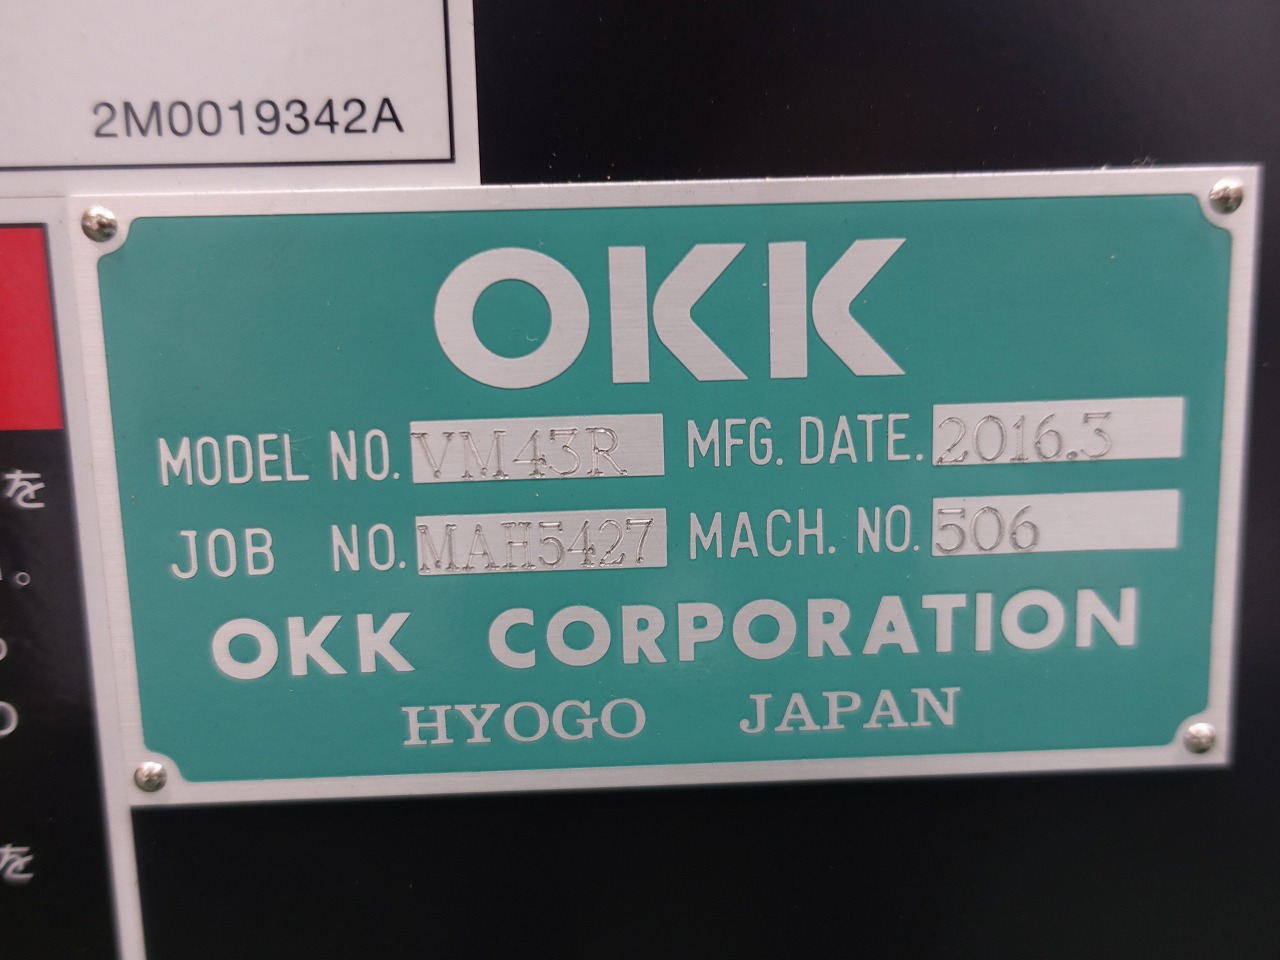 2M0019342A
OKK
MODEL NO. VM43R MFG. DATE. 2016.3
JOB NO. MAH5427 MACH. NO. 506
OKK CORPORATION
HYOGO JAPAN
を
を